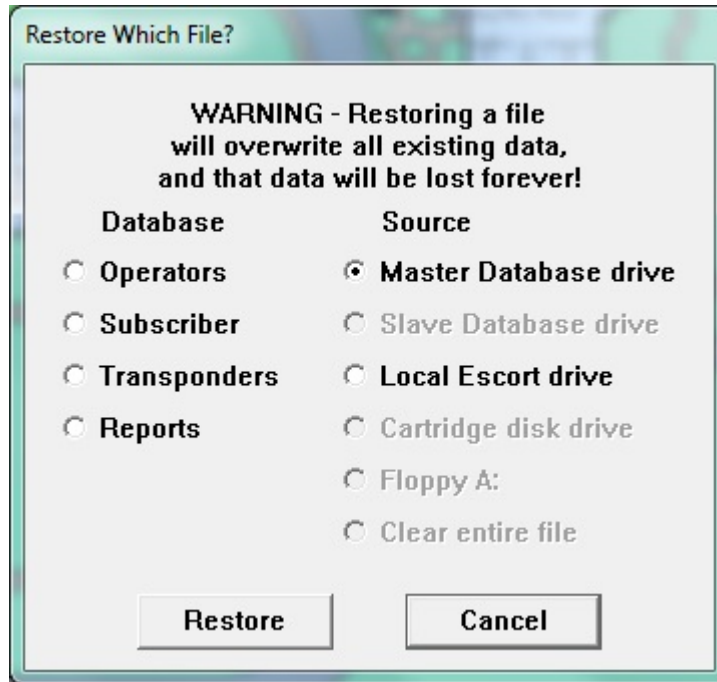 Restore Which File?
WARNING - Restoring a file
will overwrite all existing data,
and that data will be lost forever!
Database
Source
Operators
Master Database drive
Subscriber
Slave Database drive
Transponders
Local Escort drive
Reports
Cartridge disk drive
Floppy A:
Clear entire file
Restore
Cancel